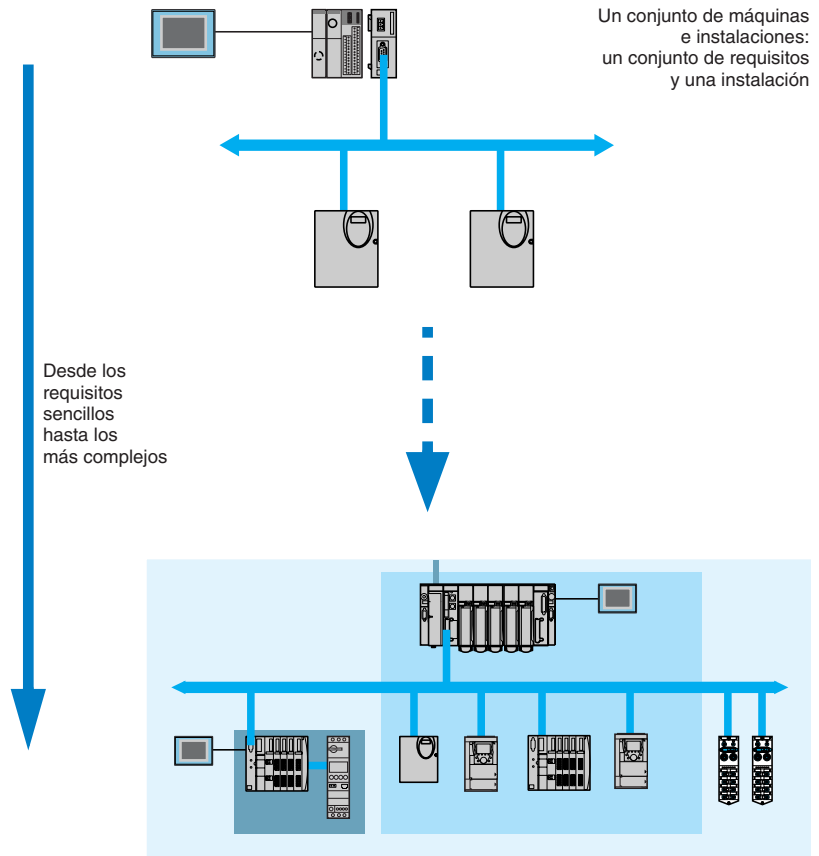 Un conjunto de máquinas
e instalaciones:
un conjunto de requisitos
y una instalación
Desde los
requisitos
sencillos
hasta los
más complejos